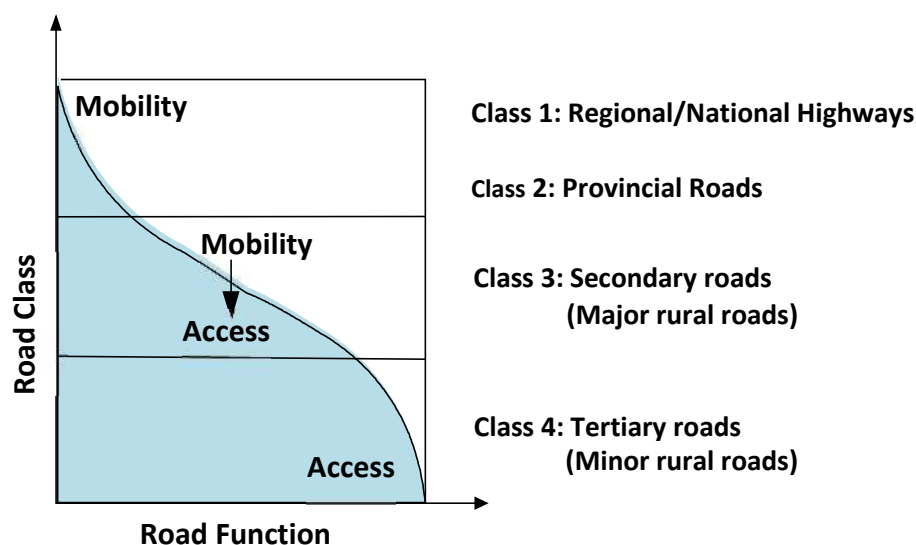 Mobility
Class 1: Regional/National Highways
Class 2: Provincial Roads
Mobility
Access
Class 3: Secondary roads
(Major rural roads)
Class 4: Tertiary roads
(Minor rural roads)
Access
Road Class
Road Function